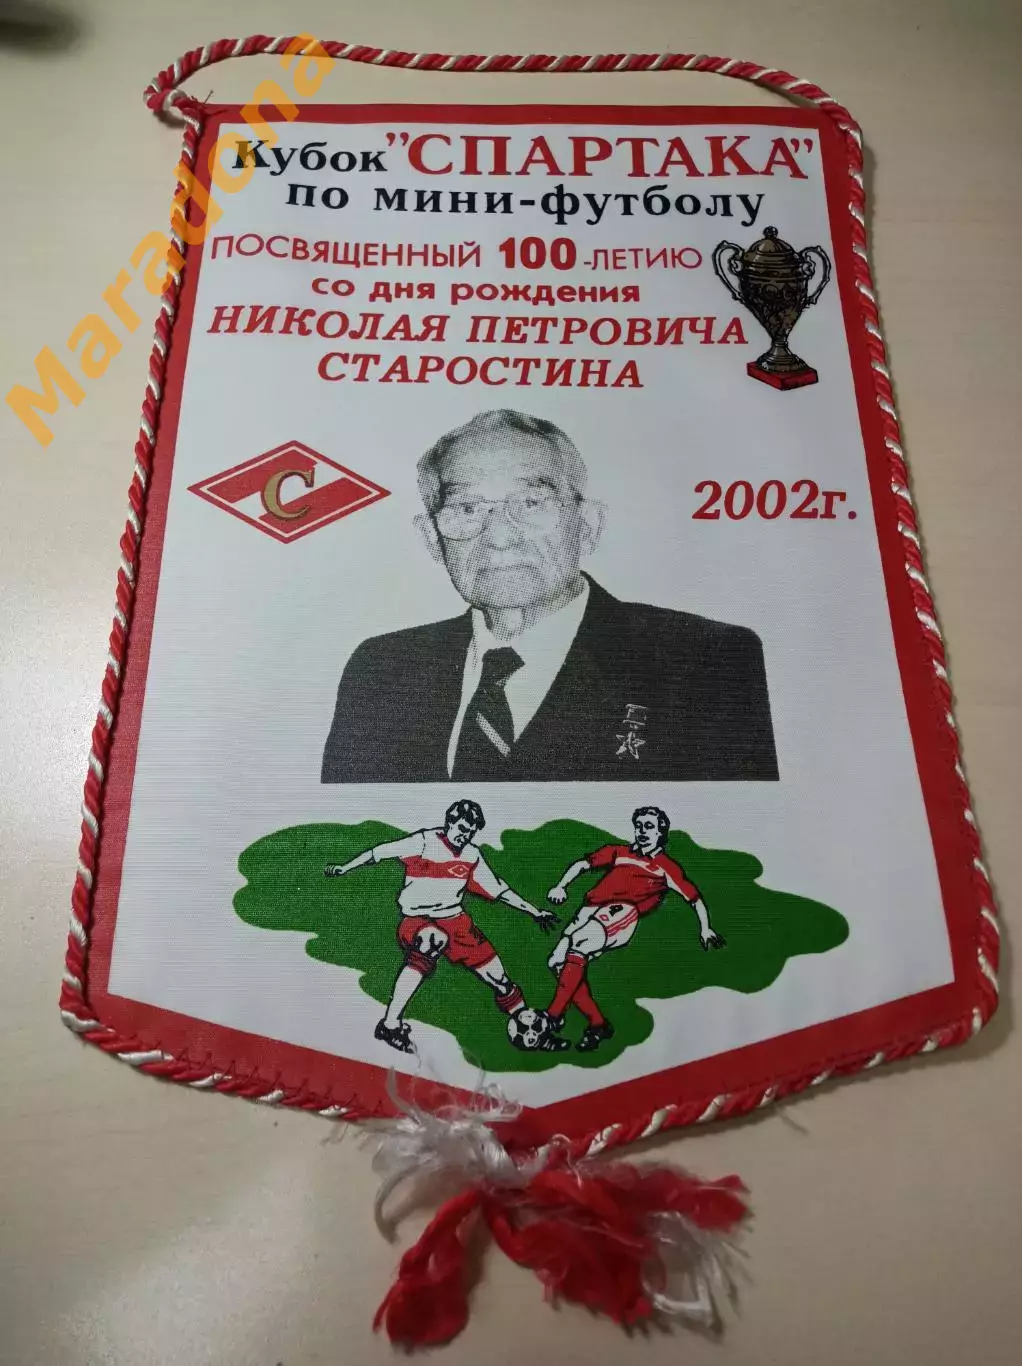 Кубок "СПАРТАКА"
по мини-футболу
ПОСВЯЩЕННЫЙ 100-ЛЕТИЮ
со дня рождения
НИКОЛАЯ ПЕТРОВИЧА
СТАРОСТИНА
С
2002г.
Maradona